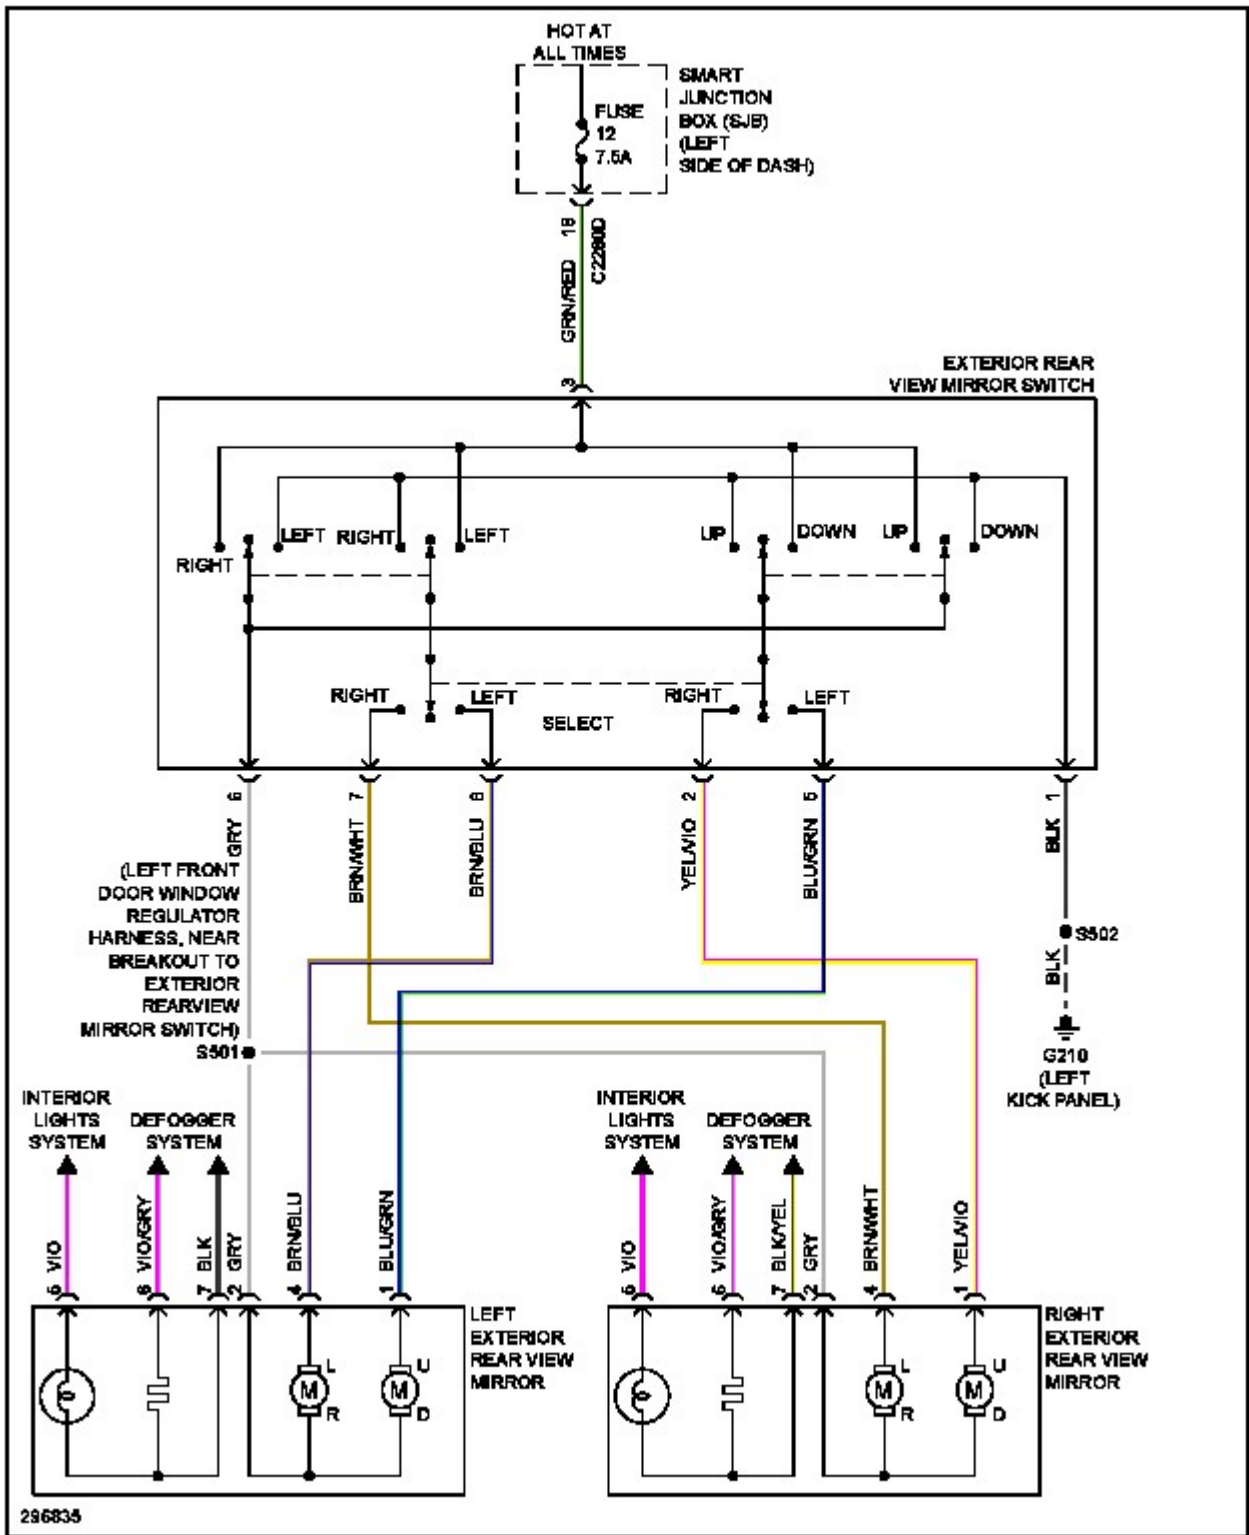 HOT AT
ALL TIMES
SMART
JUNCTION
BOX (SJB)
(LEFT
SIDE OF DASH)
FUSE
12
7.5A
18
C2280D
GRN/RED
3
EXTERIOR REAR
VIEW MIRROR SWITCH
RIGHT
LEFT
RIGHT
LEFT
UP
DOWN
UP
DOWN
RIGHT
LEFT
SELECT
RIGHT
LEFT
6
7
8
2
5
1
GRY
BRN/WHT
BRN/BLU
YEL/VIO
BLU/GRN
BLK
(LEFT FRONT
DOOR WINDOW
REGULATOR
HARNESS, NEAR
BREAKOUT TO
EXTERIOR
REARVIEW
MIRROR SWITCH)
S501
S502
BLK
G210
(LEFT
KICK PANEL)
INTERIOR
LIGHTS
SYSTEM
DEFOGGER
SYSTEM
INTERIOR
LIGHTS
SYSTEM
DEFOGGER
SYSTEM
VIO
VIO/GRY
BLK
GRY
BRN/BLU
BLU/GRN
VIO
VIO/GRY
BLK/YEL
GRY
BRN/WHT
YEL/VIO
5
6
7
2
4
1
5
6
7
2
4
1
LEFT
EXTERIOR
REAR VIEW
MIRROR
RIGHT
EXTERIOR
REAR VIEW
MIRROR
L
M
R
U
M
D
L
M
R
U
M
D
296835